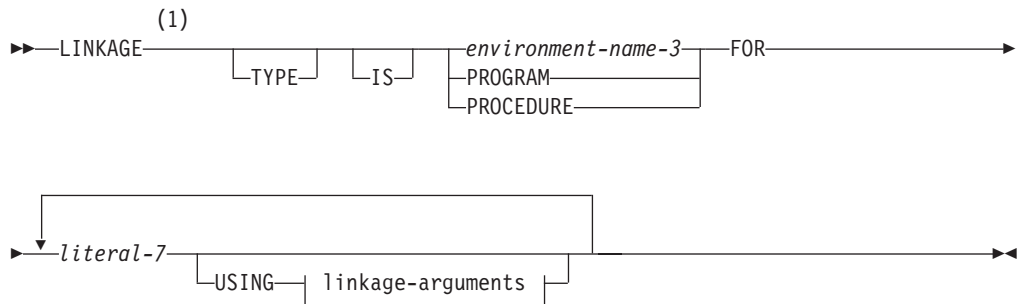 (1)
LINKAGE TYPE IS environment-name-3 FOR
PROGRAM
PROCEDURE
literal-7
USING linkage-arguments